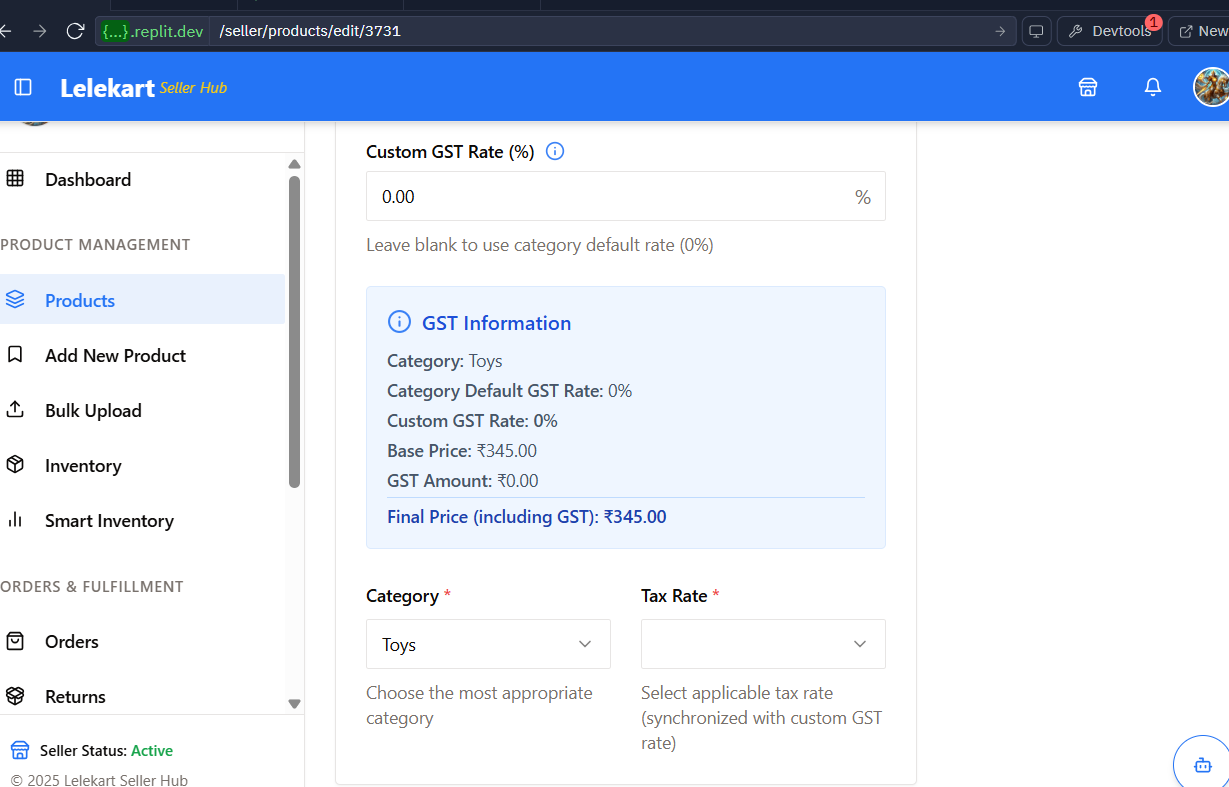 {...}.replit.dev /seller/products/edit/3731
Devtools 1
New
Lelekart Seller Hub
Dashboard
PRODUCT MANAGEMENT
Products
Add New Product
Bulk Upload
Inventory
Smart Inventory
ORDERS & FULFILLMENT
Orders
Returns
Seller Status: Active
© 2025 Lelekart Seller Hub
Custom GST Rate (%)
0.00 %
Leave blank to use category default rate (0%)
GST Information
Category: Toys
Category Default GST Rate: 0%
Custom GST Rate: 0%
Base Price: ₹345.00
GST Amount: ₹0.00
Final Price (including GST): ₹345.00
Category *
Toys
Choose the most appropriate
category
Tax Rate *
Select applicable tax rate
(synchronized with custom GST
rate)